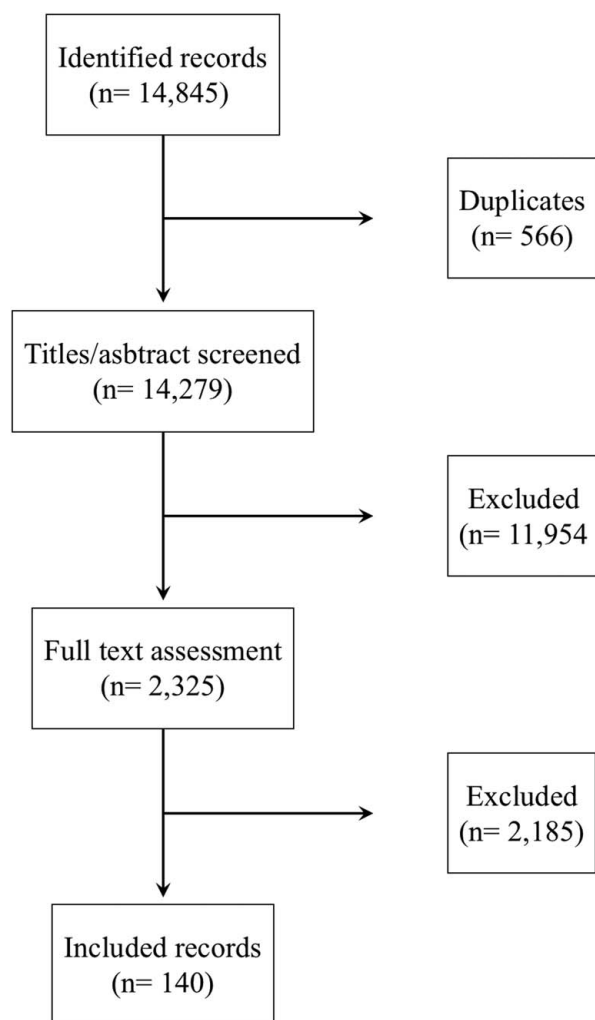 Identified records
(n= 14,845)
Duplicates
(n= 566)
Titles/asbtract screened
(n= 14,279)
Excluded
(n= 11,954
Full text assessment
(n= 2,325)
Excluded
(n= 2,185)
Included records
(n= 140)